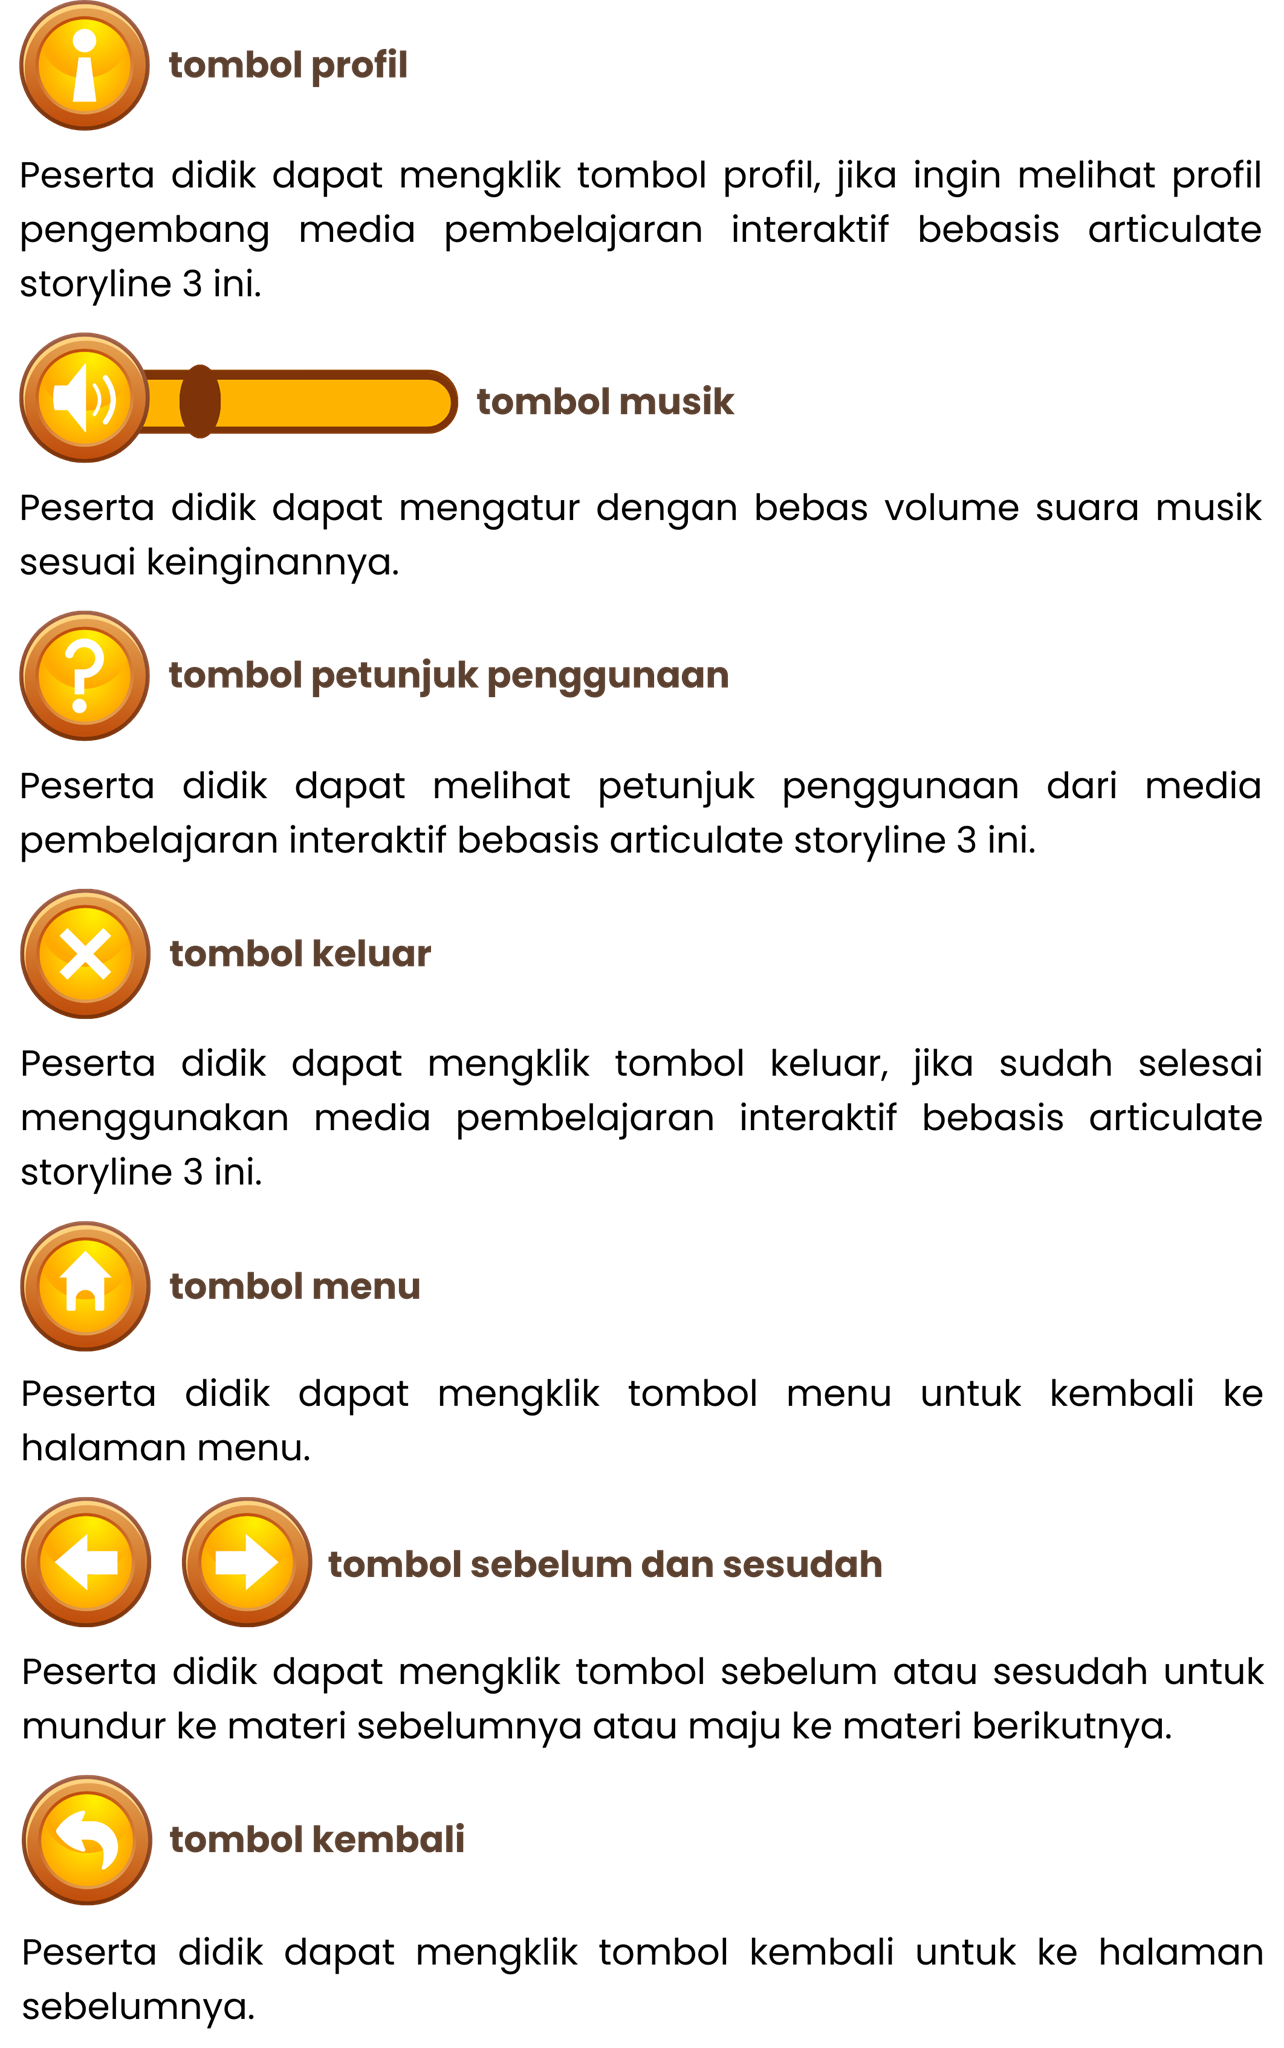 tombol profil
Peserta didik dapat mengklik tombol profil, jika ingin melihat profil
pengembang media pembelajaran interaktif bebasis articulate
storyline 3 ini.
tombol musik
Peserta didik dapat mengatur dengan bebas volume suara musik
sesuai keinginannya.
?
tombol petunjuk penggunaan
Peserta didik dapat melihat petunjuk penggunaan dari media
pembelajaran interaktif bebasis articulate storyline 3 ini.
tombol keluar
Peserta didik dapat mengklik tombol keluar, jika sudah selesai
menggunakan media pembelajaran interaktif bebasis articulate
storyline 3 ini.
tombol menu
Peserta didik dapat mengklik tombol menu untuk kembali ke
halaman menu.
tombol sebelum dan sesudah
Peserta didik dapat mengklik tombol sebelum atau sesudah untuk
mundur ke materi sebelumnya atau maju ke materi berikutnya.
tombol kembali
Peserta didik dapat mengklik tombol kembali untuk ke halaman
sebelumnya.